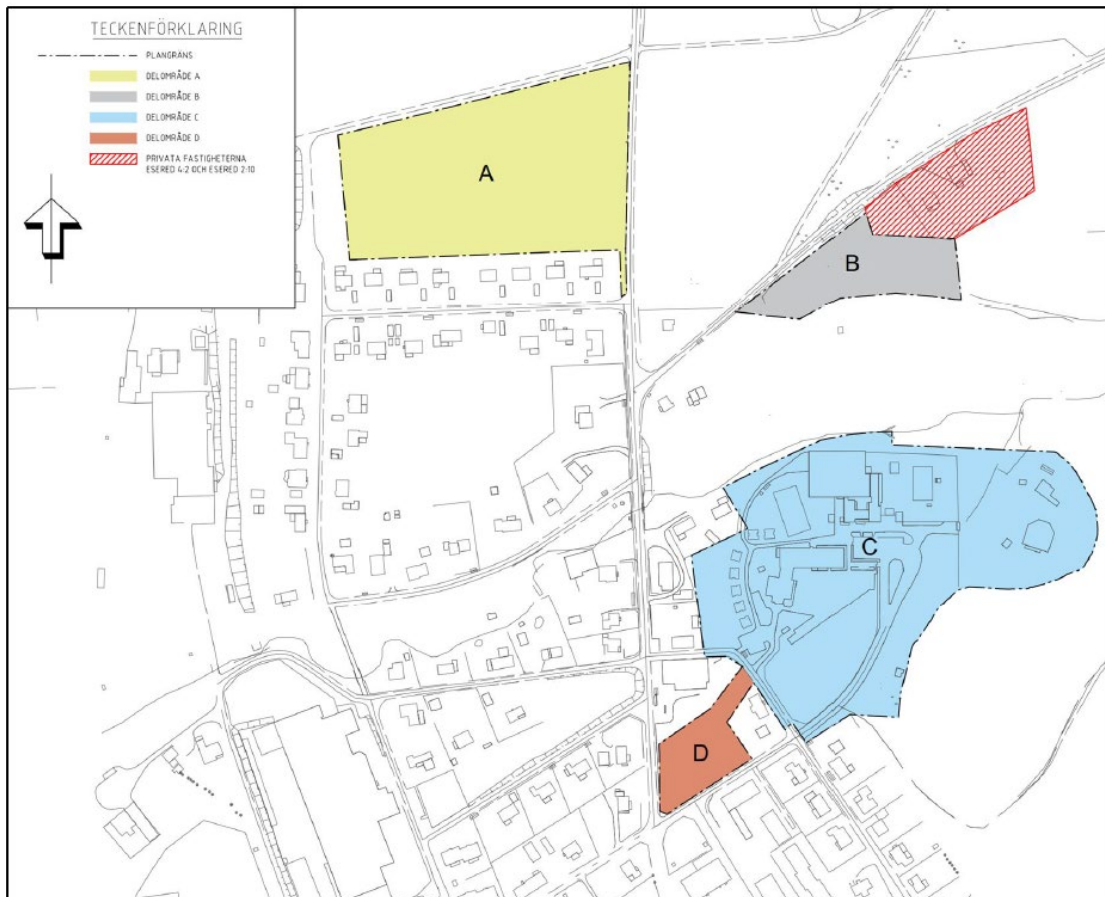 TECKENFÖRKLARING
PLANGRÄNS
DELOMRÅDE A
DELOMRÅDE B
DELOMRÅDE C
DELOMRÅDE D
PRIVATA FASTIGHETERNA
ESERED 4:2 OCH ESERED 2:10
A
B
C
D